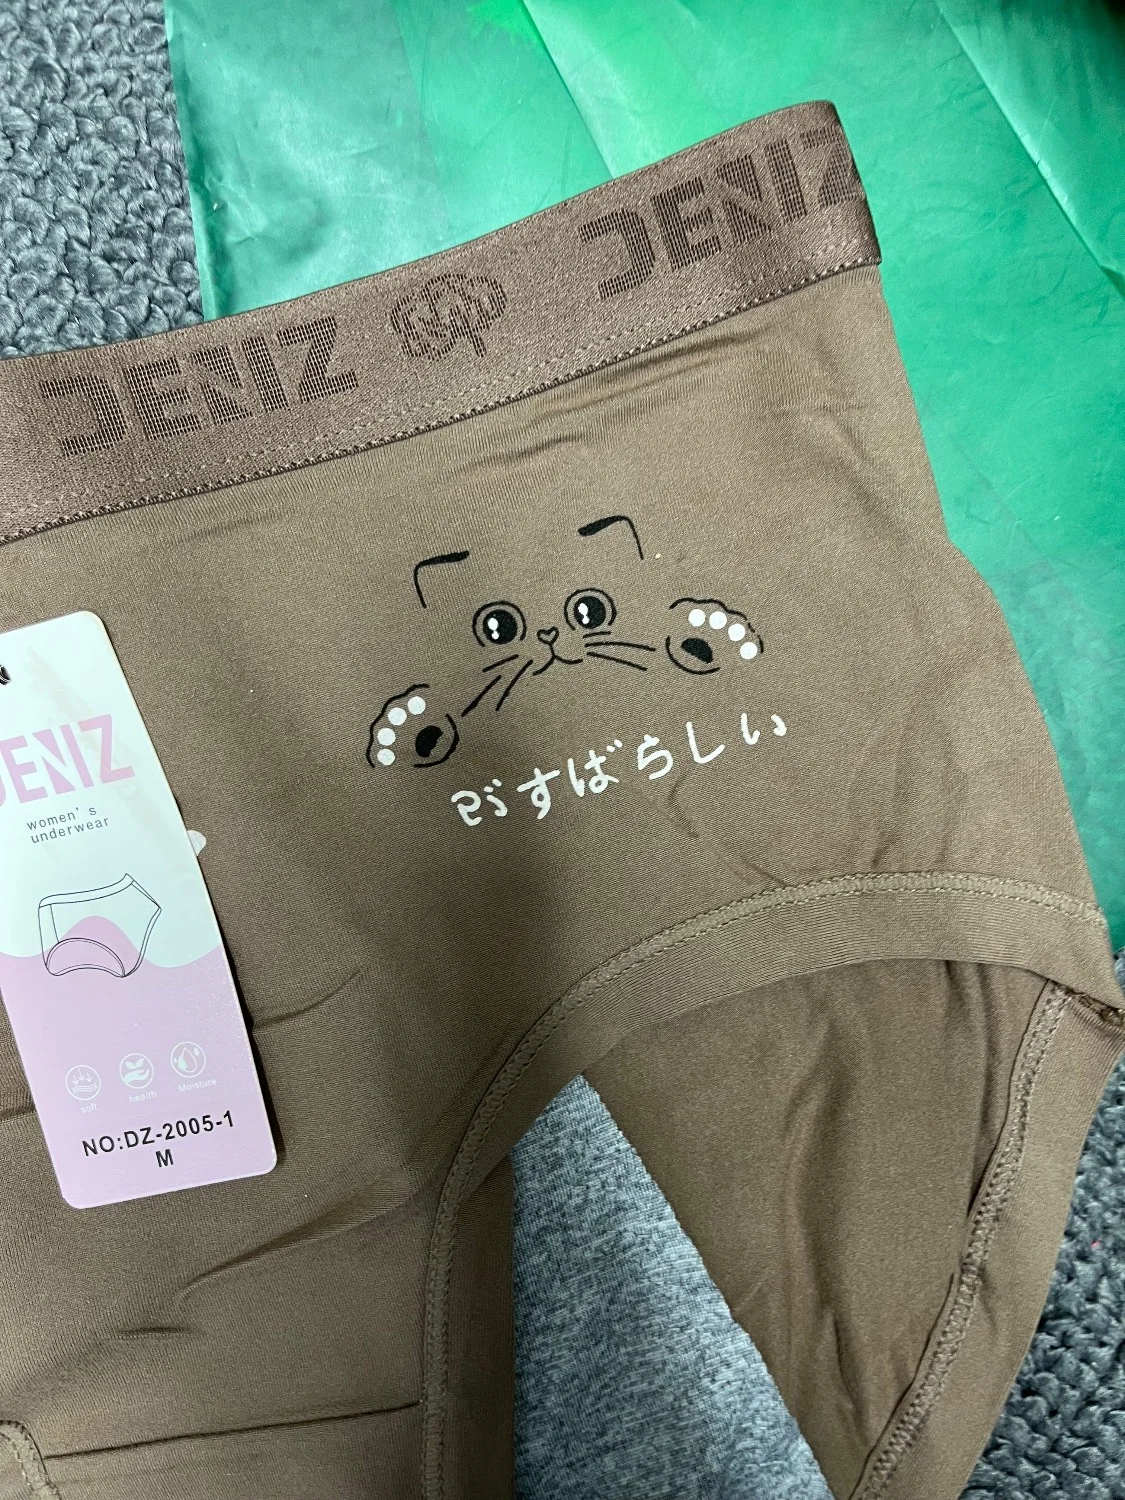 DENIZ DENIZ
すばらしい
DENIZ
women's
underwear
soft health Moisture
NO:DZ-2005-1
M